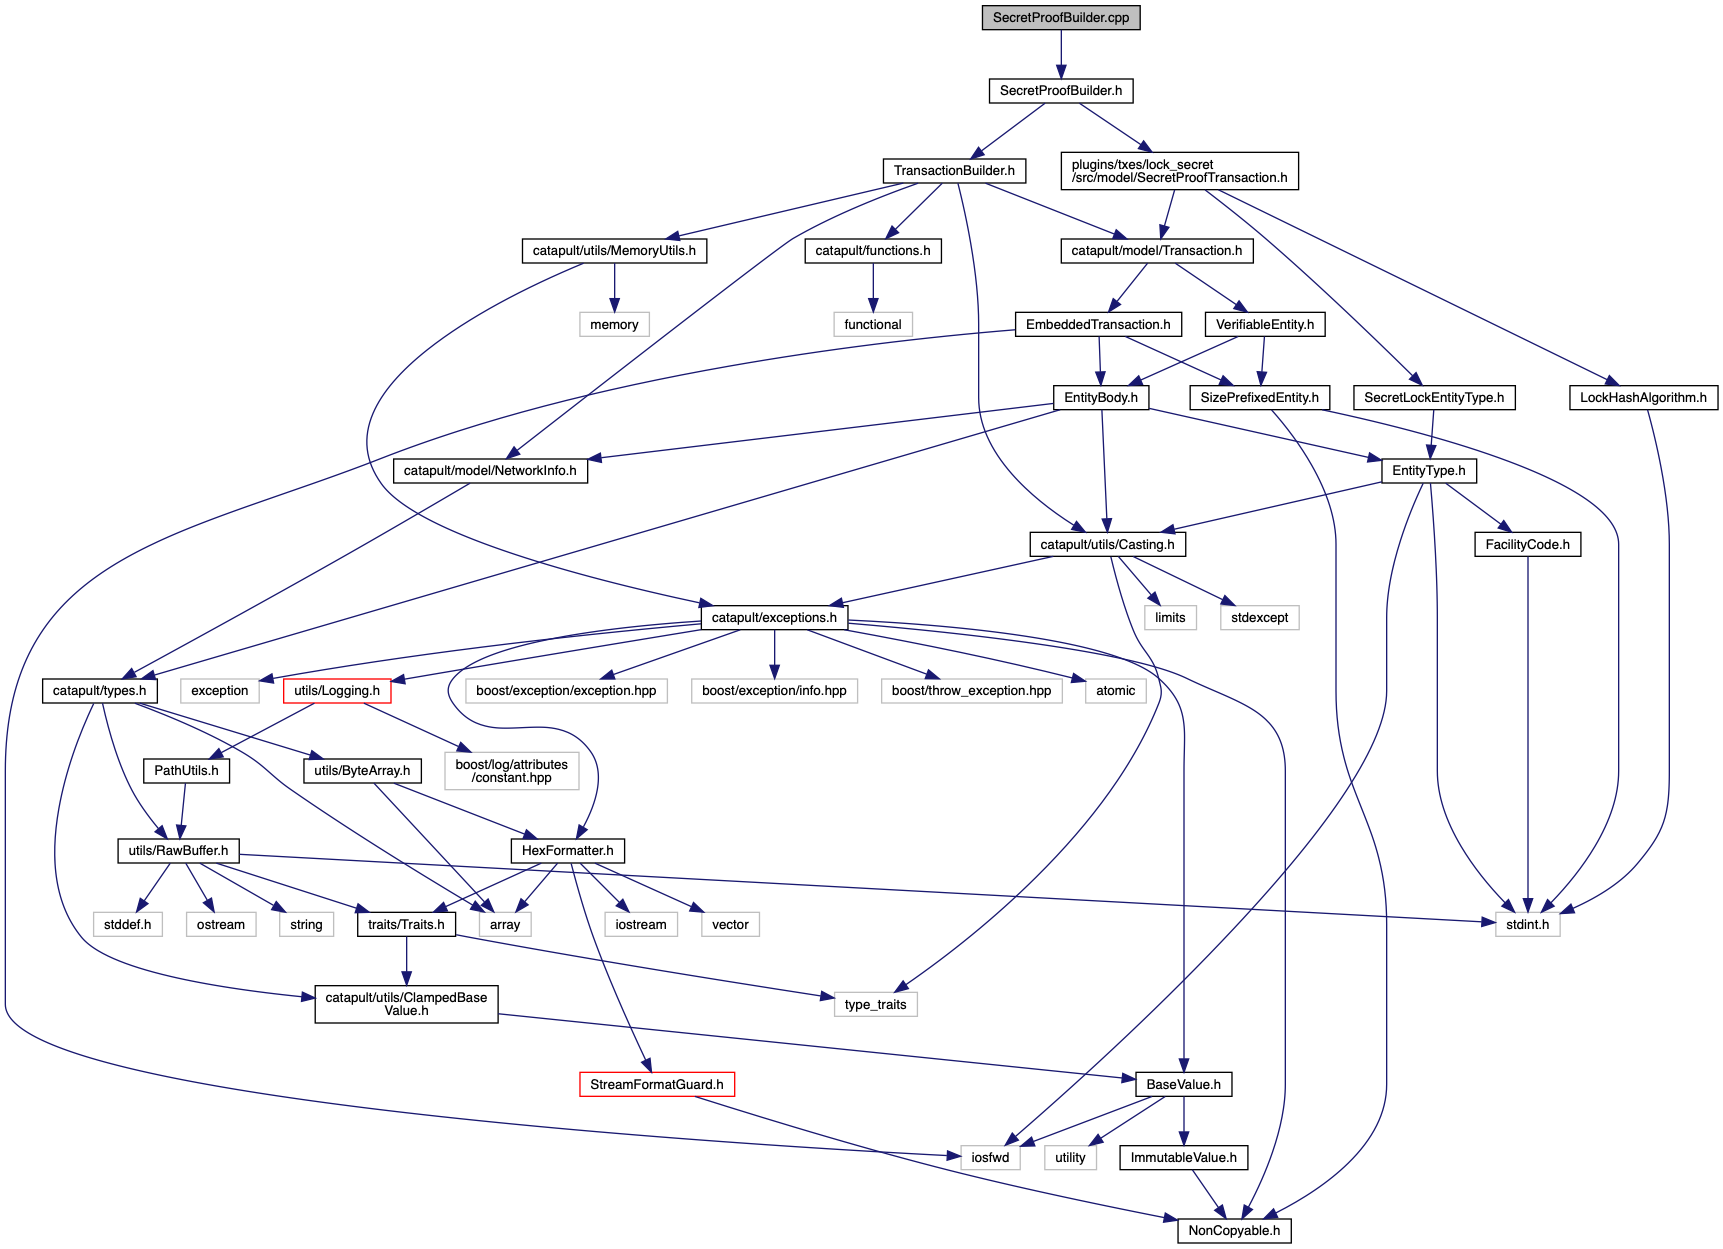 SecretProofBuilder.cpp
SecretProofBuilder.h
TransactionBuilder.h
plugins/txes/lock_secret
/src/model/SecretProofTransaction.h
catapult/utils/MemoryUtils.h
catapult/functions.h
catapult/model/Transaction.h
memory
functional
EmbeddedTransaction.h
VerifiableEntity.h
EntityBody.h
SizePrefixedEntity.h
SecretLockEntityType.h
LockHashAlgorithm.h
catapult/model/NetworkInfo.h
EntityType.h
catapult/utils/Casting.h
FacilityCode.h
catapult/exceptions.h
limits
stdexcept
catapult/types.h
exception
utils/Logging.h
boost/exception/exception.hpp
boost/exception/info.hpp
boost/throw_exception.hpp
atomic
PathUtils.h
utils/ByteArray.h
boost/log/attributes
/constant.hpp
utils/RawBuffer.h
HexFormatter.h
stddef.h
ostream
string
traits/Traits.h
array
iostream
vector
stdint.h
catapult/utils/ClampedBase
Value.h
type_traits
StreamFormatGuard.h
BaseValue.h
iosfwd
utility
ImmutableValue.h
NonCopyable.h